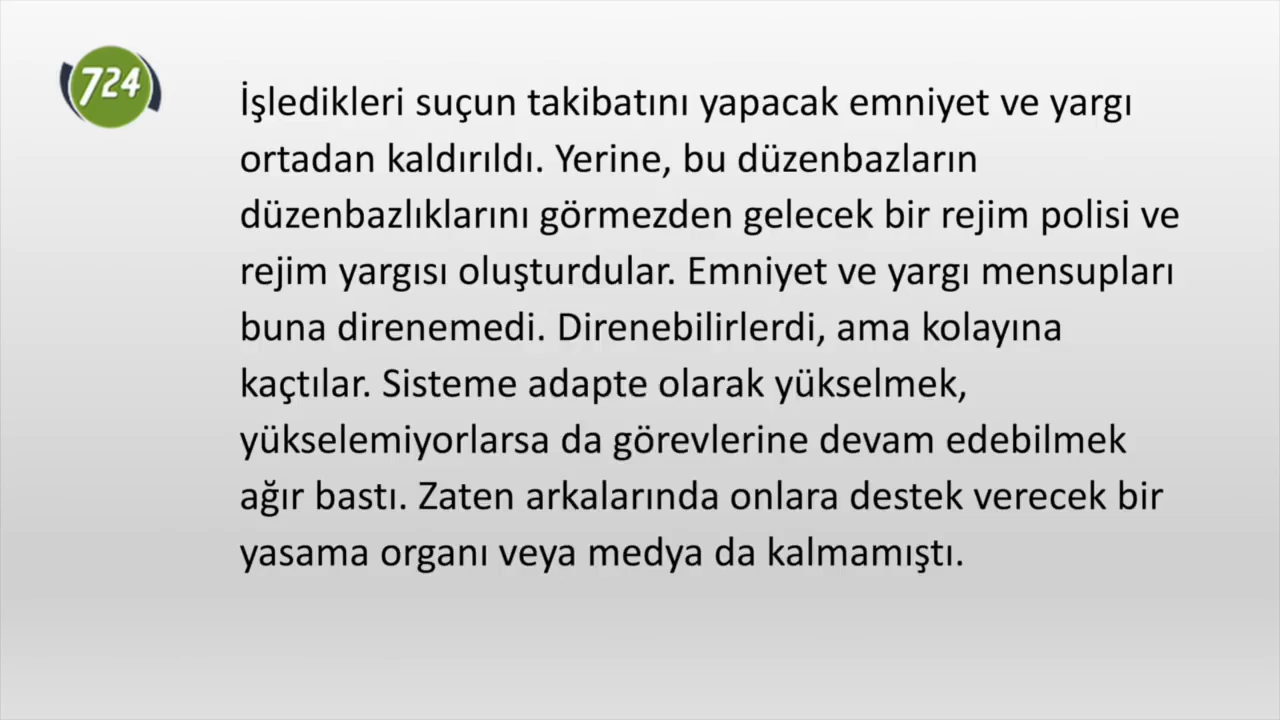 724
İşledikleri suçun takibatını yapacak emniyet ve yargı
ortadan kaldırıldı. Yerine, bu düzenbazların
düzenbazlıklarını görmezden gelecek bir rejim polisi ve
rejim yargısı oluşturdular. Emniyet ve yargı mensupları
buna direnemedi. Direnebilirlerdi, ama kolayına
kaçtılar. Sisteme adapte olarak yükselmek,
yükselemiyorlarsa da görevlerine devam edebilmek
ağır bastı. Zaten arkalarında onlara destek verecek bir
yasama organı veya medya da kalmamıştı.